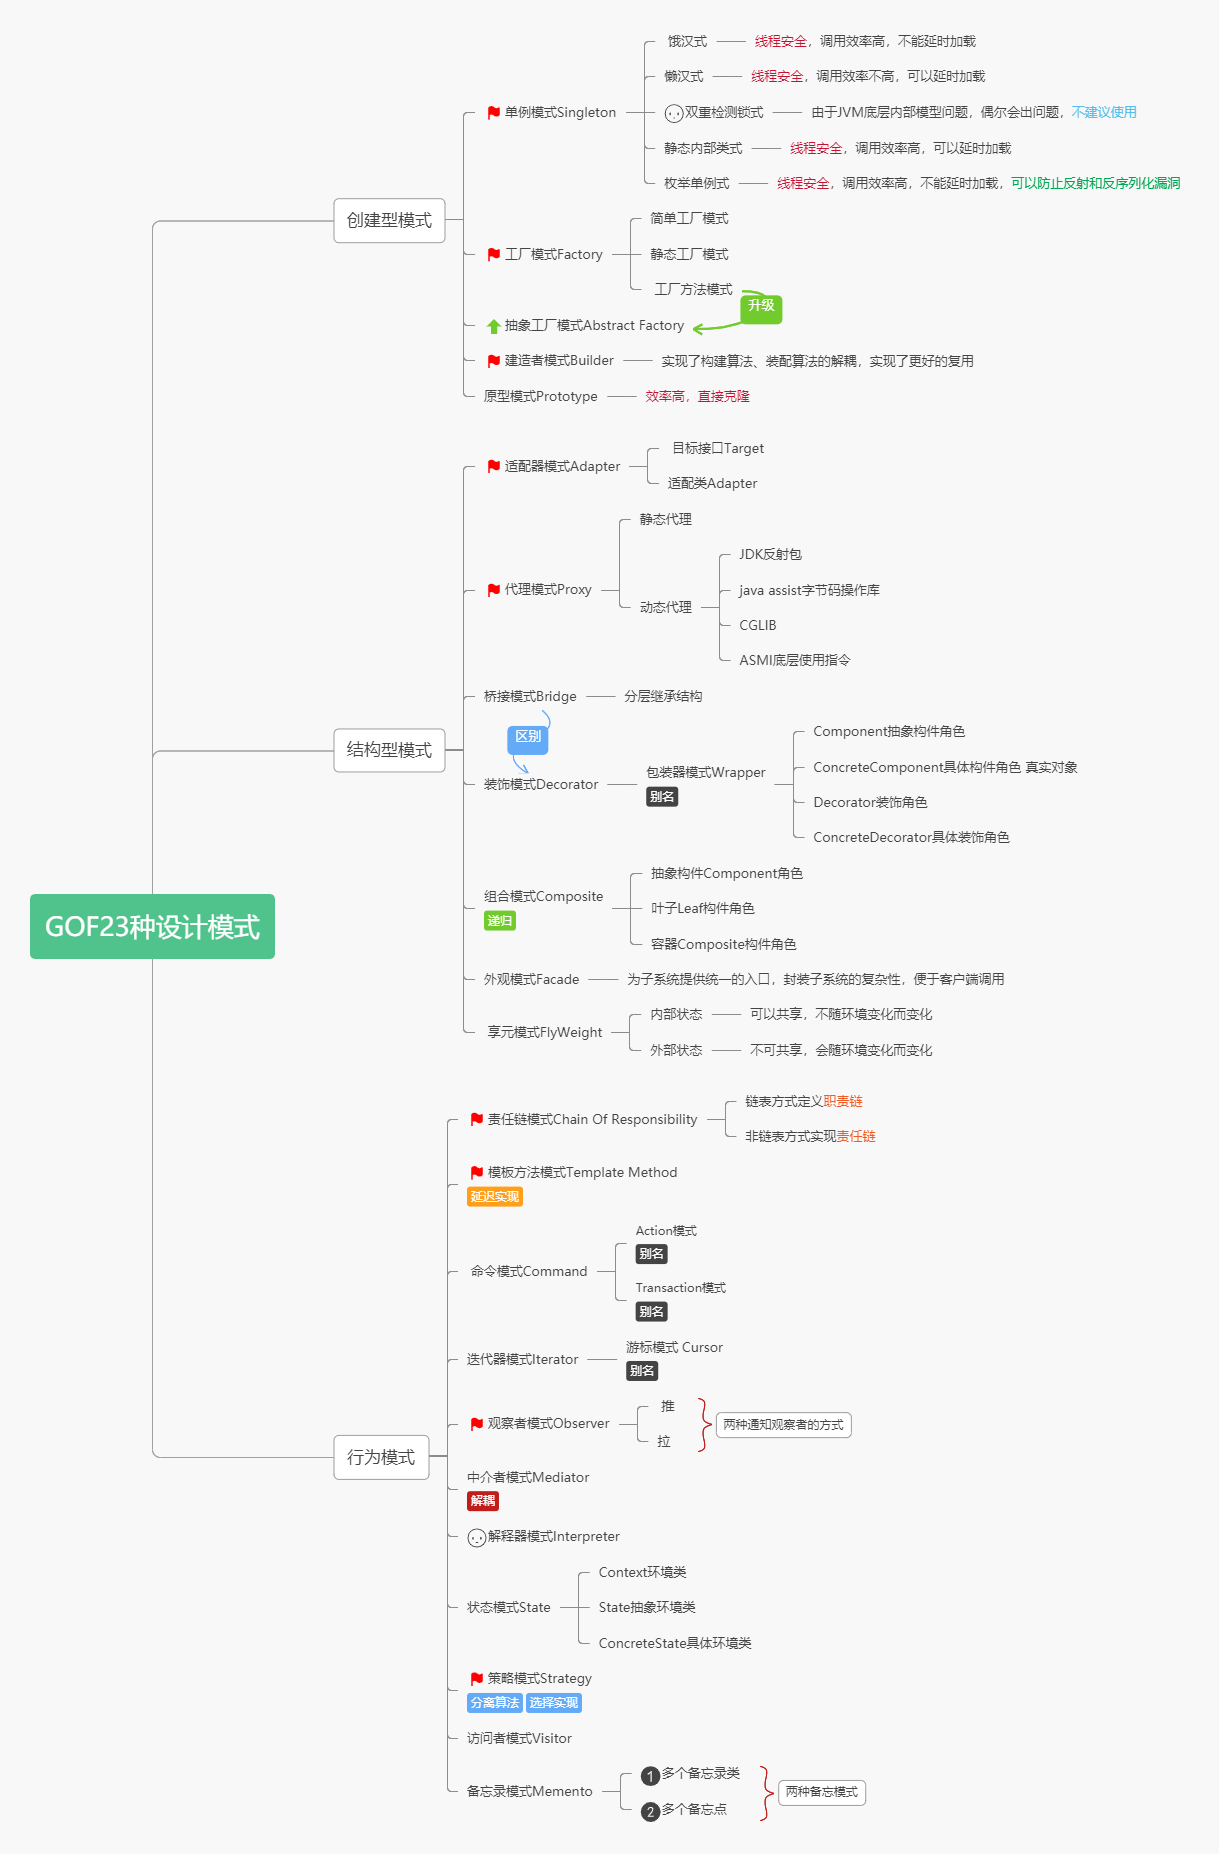 GOF23种设计模式
创建型模式
单例模式Singleton
饿汉式
线程安全，调用效率高，不能延时加载
懒汉式
线程安全，调用效率不高，可以延时加载
双重检测锁式
由于JVM底层内部模型问题，偶尔会出问题，不建议使用
静态内部类式
线程安全，调用效率高，可以延时加载
枚举单例式
线程安全，调用效率高，不能延时加载，可以防止反射和反序列化漏洞
工厂模式Factory
简单工厂模式
静态工厂模式
工厂方法模式
升级
抽象工厂模式Abstract Factory
建造者模式Builder
实现了构建算法、装配算法的解耦，实现了更好的复用
原型模式Prototype
效率高，直接克隆
结构型模式
适配器模式Adapter
目标接口Target
适配类Adapter
代理模式Proxy
静态代理
动态代理
JDK反射包
java assist字节码操作库
CGLIB
ASMI底层使用指令
桥接模式Bridge
分层继承结构
区别
装饰模式Decorator
包装器模式Wrapper
别名
Component抽象构件角色
ConcreteComponent具体构件角色 真实对象
Decorator装饰角色
ConcreteDecorator具体装饰角色
组合模式Composite
递归
抽象构件Component角色
叶子Leaf构件角色
容器Composite构件角色
外观模式Facade
为子系统提供统一的入口，封装子系统的复杂性，便于客户端调用
享元模式FlyWeight
内部状态
可以共享，不随环境变化而变化
外部状态
不可共享，会随环境变化而变化
行为模式
责任链模式Chain Of Responsibility
链表方式定义职责链
非链表方式实现责任链
模板方法模式Template Method
延迟实现
命令模式Command
Action模式
别名
Transaction模式
别名
迭代器模式Iterator
游标模式 Cursor
别名
观察者模式Observer
推
拉
两种通知观察者的方式
中介者模式Mediator
解耦
解释器模式Interpreter
状态模式State
Context环境类
State抽象环境类
ConcreteState具体环境类
策略模式Strategy
分离算法 选择实现
访问者模式Visitor
备忘录模式Memento
1 多个备忘录类
2 多个备忘点
两种备忘模式